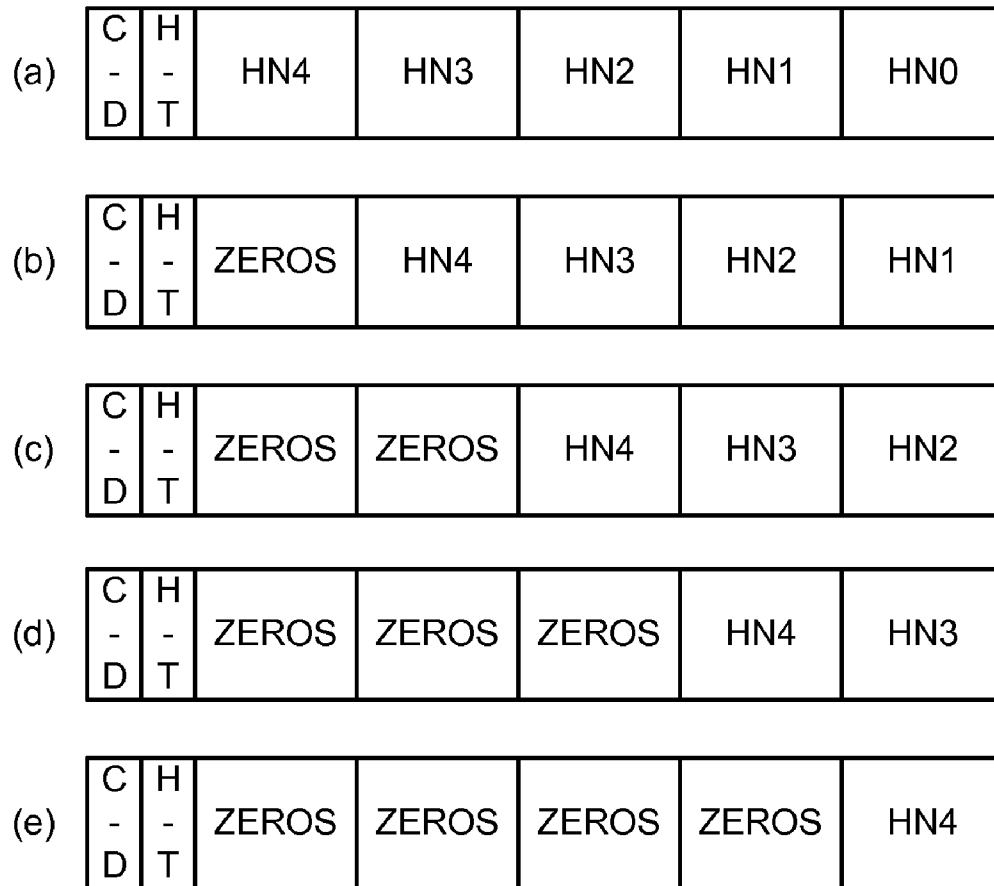 C H
(a) - - HN4 HN3 HN2 HN1 HN0
D T
C H
(b) - - ZEROS HN4 HN3 HN2 HN1
D T
C H
(c) - - ZEROS ZEROS HN4 HN3 HN2
D T
C H
(d) - - ZEROS ZEROS ZEROS HN4 HN3
D T
C H
(e) - - ZEROS ZEROS ZEROS ZEROS HN4
D T